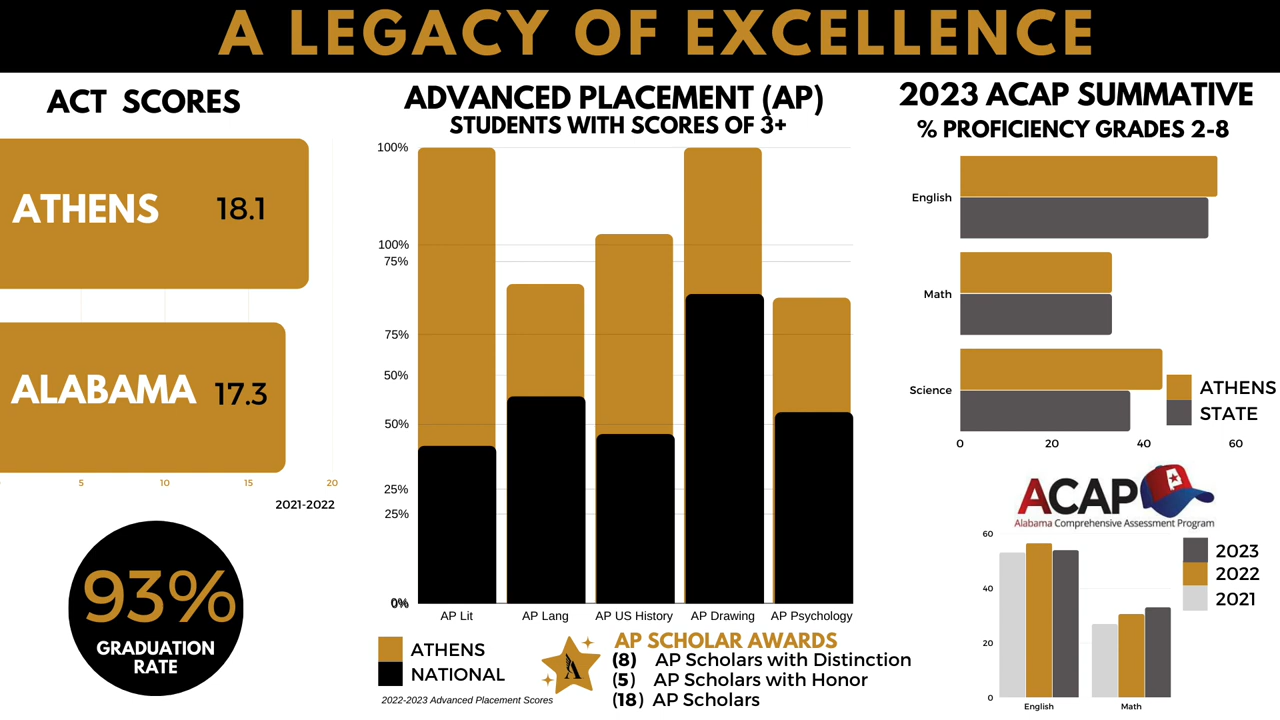 A LEGACY OF EXCELLENCE
ACT SCORES
ATHENS 18.1
ALABAMA 17.3
5 10 15 20
2021-2022
93%
GRADUATION
RATE
ADVANCED PLACEMENT (AP)
STUDENTS WITH SCORES OF 3+
100%
100%
75%
75%
50%
50%
25%
25%
0%
AP Lit AP Lang AP US History AP Drawing AP Psychology
ATHENS
NATIONAL
2022-2023 Advanced Placement Scores
AP SCHOLAR AWARDS
(8) AP Scholars with Distinction
(5) AP Scholars with Honor
(18) AP Scholars
2023 ACAP SUMMATIVE
% PROFICIENCY GRADES 2-8
English
Math
Science
ATHENS
STATE
0 20 40 60
ACAP
Alabama Comprehensive Assessment Program
60
40
20
0
English Math
2023
2022
2021